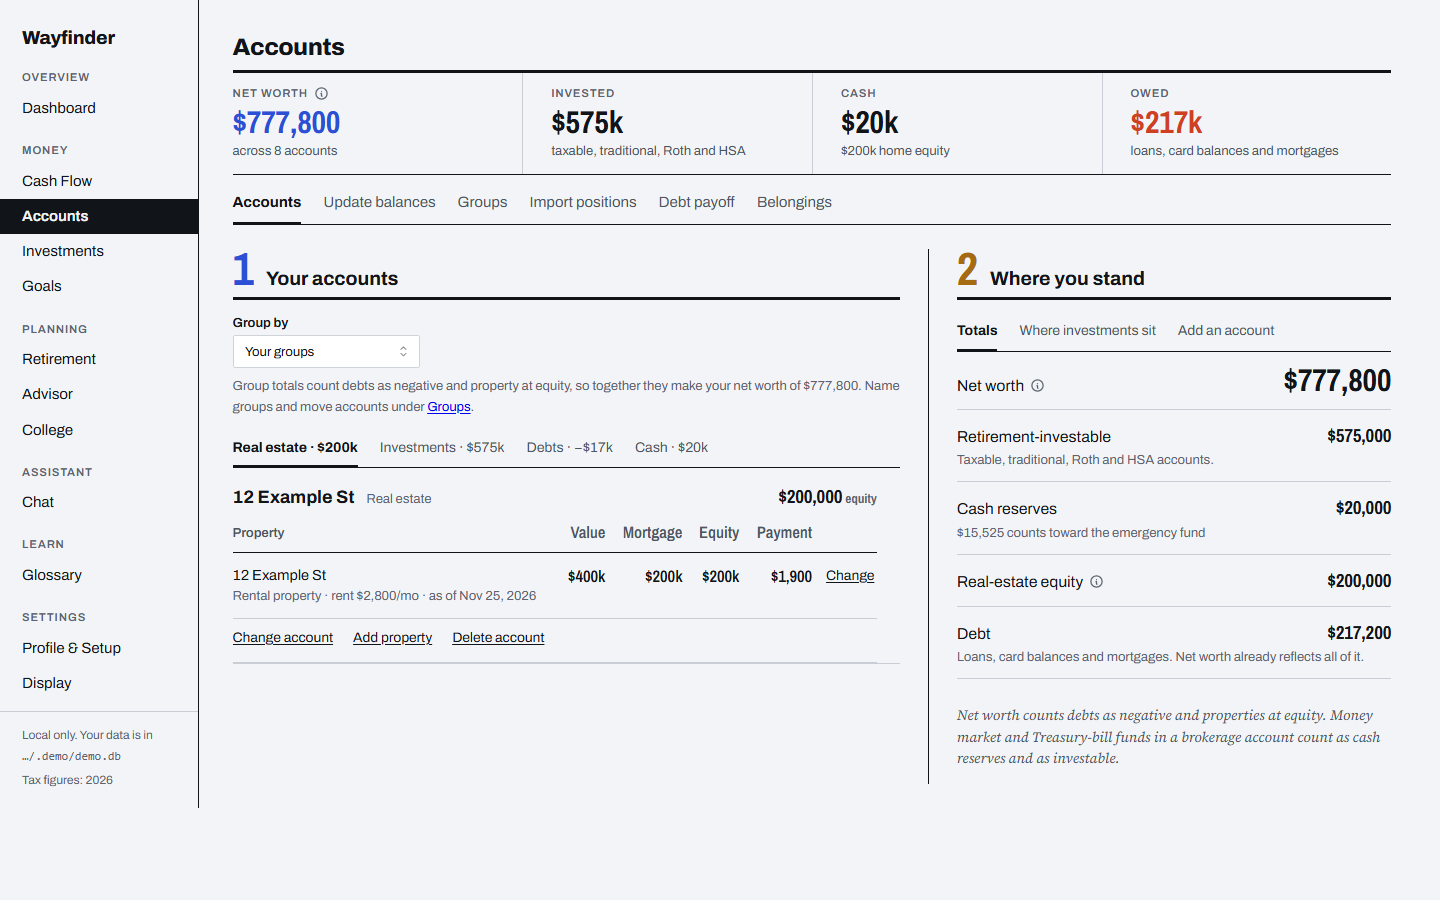 Wayfinder
OVERVIEW
Dashboard
MONEY
Cash Flow
Accounts
Investments
Goals
PLANNING
Retirement
Advisor
College
ASSISTANT
Chat
LEARN
Glossary
SETTINGS
Profile & Setup
Display
Local only. Your data is in
…/.demo/demo.db
Tax figures: 2026
Accounts
NET WORTH
$777,800
across 8 accounts
INVESTED
$575k
taxable, traditional, Roth and HSA
CASH
$20k
$200k home equity
OWED
$217k
loans, card balances and mortgages
Accounts Update balances Groups Import positions Debt payoff Belongings
1 Your accounts
Group by
Your groups
Group totals count debts as negative and property at equity, so together they make your net worth of $777,800. Name
groups and move accounts under Groups.
Real estate · $200k Investments · $575k Debts · −$17k Cash · $20k
12 Example St Real estate $200,000 equity
Property Value Mortgage Equity Payment
12 Example St $400k $200k $200k $1,900 Change
Rental property · rent $2,800/mo · as of Nov 25, 2026
Change account Add property Delete account
2 Where you stand
Totals Where investments sit Add an account
Net worth $777,800
Retirement-investable $575,000
Taxable, traditional, Roth and HSA accounts.
Cash reserves $20,000
$15,525 counts toward the emergency fund
Real-estate equity $200,000
Debt $217,200
Loans, card balances and mortgages. Net worth already reflects all of it.
Net worth counts debts as negative and properties at equity. Money
market and Treasury-bill funds in a brokerage account count as cash
reserves and as investable.